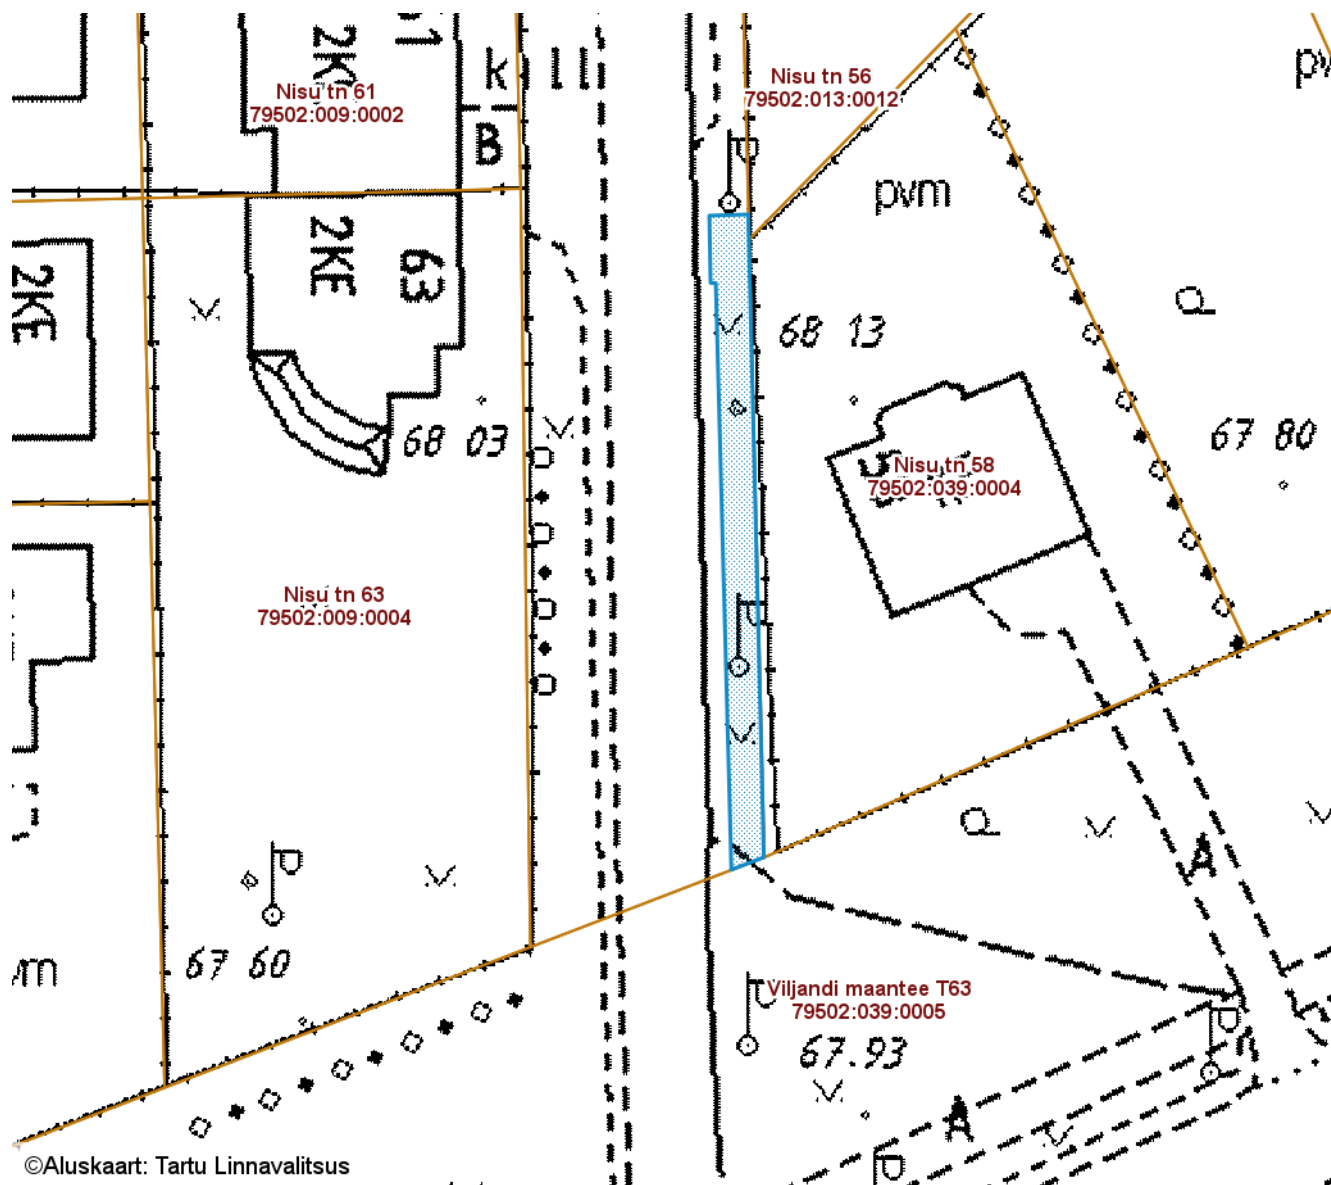 2KE
K
Nisu tn 56
79502:013:0012
Nisu tn 61
79502:009:0002
B
pvm
2KE
63
2KE
68 13
68 03
67 80
Nisu tn 58
79502:039:0004
Nisu tn 63
79502:009:0004
A
67 60
Viljandi maantee T63
79502:039:0005
67.93
A
©Aluskaart: Tartu Linnavalitsus